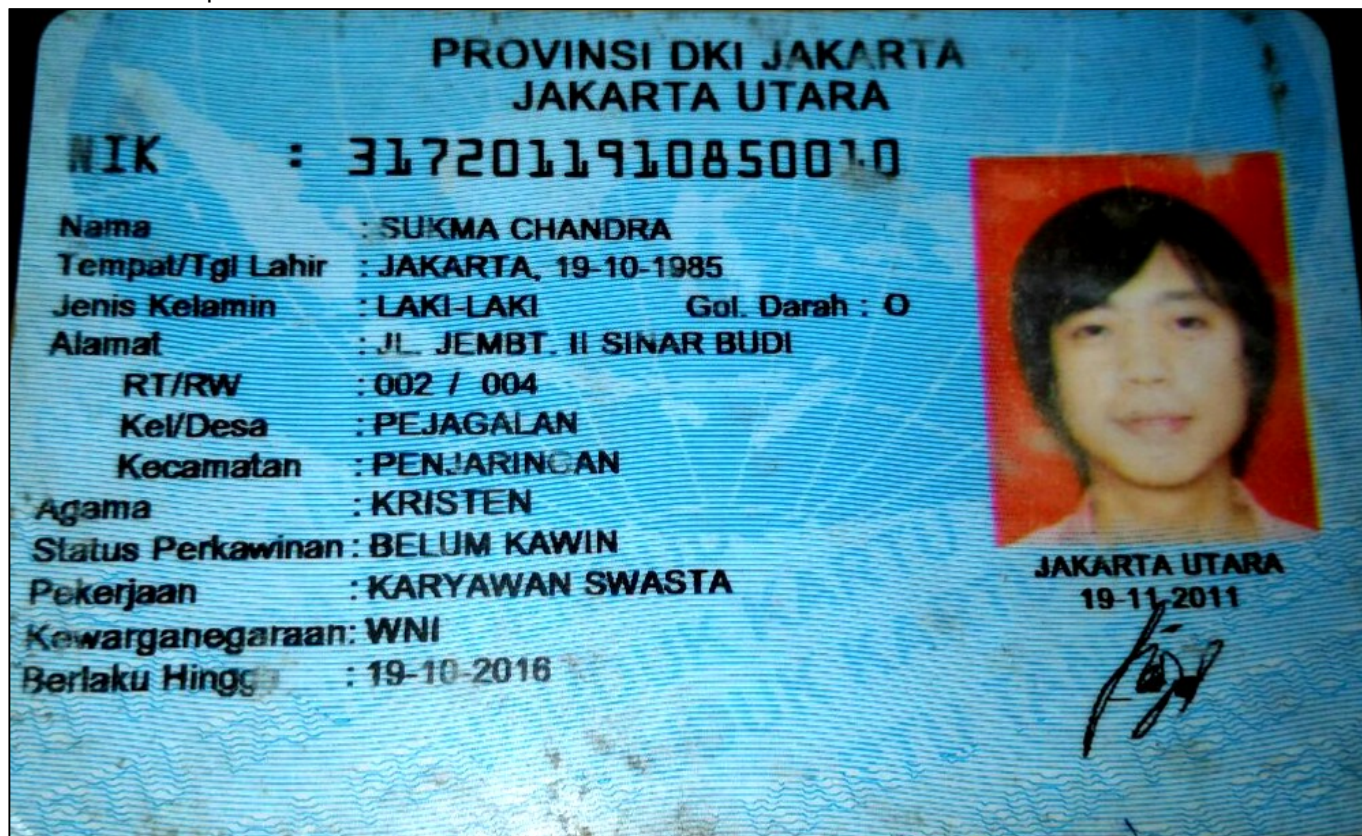 PROVINSI DKI JAKARTA
JAKARTA UTARA
NIK : 3172011910850010
Nama : SUKMA CHANDRA
Tempat/Tgl Lahir : JAKARTA, 19-10-1985
Jenis Kelamin : LAKI-LAKI Gol. Darah : O
Alamat : JL. JEMBT. II SINAR BUDI
RT/RW : 002 / 004
Kel/Desa : PEJAGALAN
Kecamatan : PENJARINGAN
Agama : KRISTEN
Status Perkawinan : BELUM KAWIN
Pekerjaan : KARYAWAN SWASTA
Kewarganegaraan: WNI
Berlaku Hingga : 19-10-2016
JAKARTA UTARA
19-11-2011